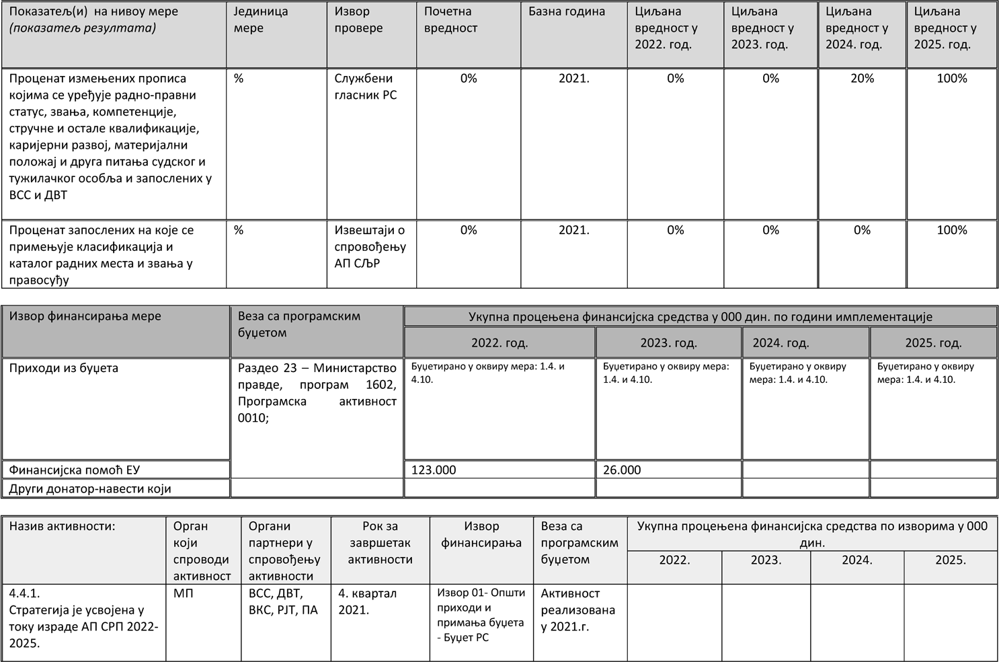 Показатељ(и) на нивоу мере
(показатељ резултата)
Јединица
мере
Извор
провере
Почетна
вредност
Базна година
Циљана
вредност у
2022. год.
Циљана
вредност у
2023. год.
Циљана
вредност у
2024. год.
Циљана
вредност у
2025. год.
Проценат измењених прописа
којима се уређује радно-правни
статус, звања, компетенције,
стручне и остале квалификације,
каријерни развој, материјални
положај и друга питања судског и
тужилачког особља и запослених у
ВСС и ДВТ
%
Службени
гласник РС
0%
2021.
0%
0%
20%
100%
Проценат запослених на које се
примењује класификација и
каталог радних места и звања у
правосуђу
%
Извештаји о
спровођењу
АП СЉР
0%
2021.
0%
0%
0%
100%
Извор финансирања мере
Веза са програмским
буџетом
Укупна процењена финансијска средства у 000 дин. по години имплементације
2022. год.
2023. год.
2024. год.
2025. год.
Приходи из буџета
Раздео 23 – Министарство
правде, програм 1602,
Програмска активност
0010;
Буџетирано у оквиру мера: 1.4. и
4.10.
Буџетирано у оквиру мера:
1.4. и 4.10.
Буџетирано у оквиру
мера: 1.4. и 4.10.
Буџетирано у оквиру
мера: 1.4. и 4.10.
Финансијска помоћ ЕУ
123.000
26.000
Други донатор-навести који
Назив активности:
Орган
који
спроводи
активност
Органи
партнери у
спровођењу
активности
Рок за
завршетак
активности
Извор
финансирања
Веза са
програмским
буџетом
Укупна процењена финансијска средства по изворима у 000
дин.
2022.
2023.
2024.
2025.
4.4.1.
Стратегија је усвојена у
току израде АП СРП 2022-
2025.
МП
ВСС, ДВТ,
ВКС, РЈТ, ПА
4. квартал
2021.
Извор 01- Општи
приходи и
примања буџета
- Буџет РС
Активност
реализована
у 2021.г.